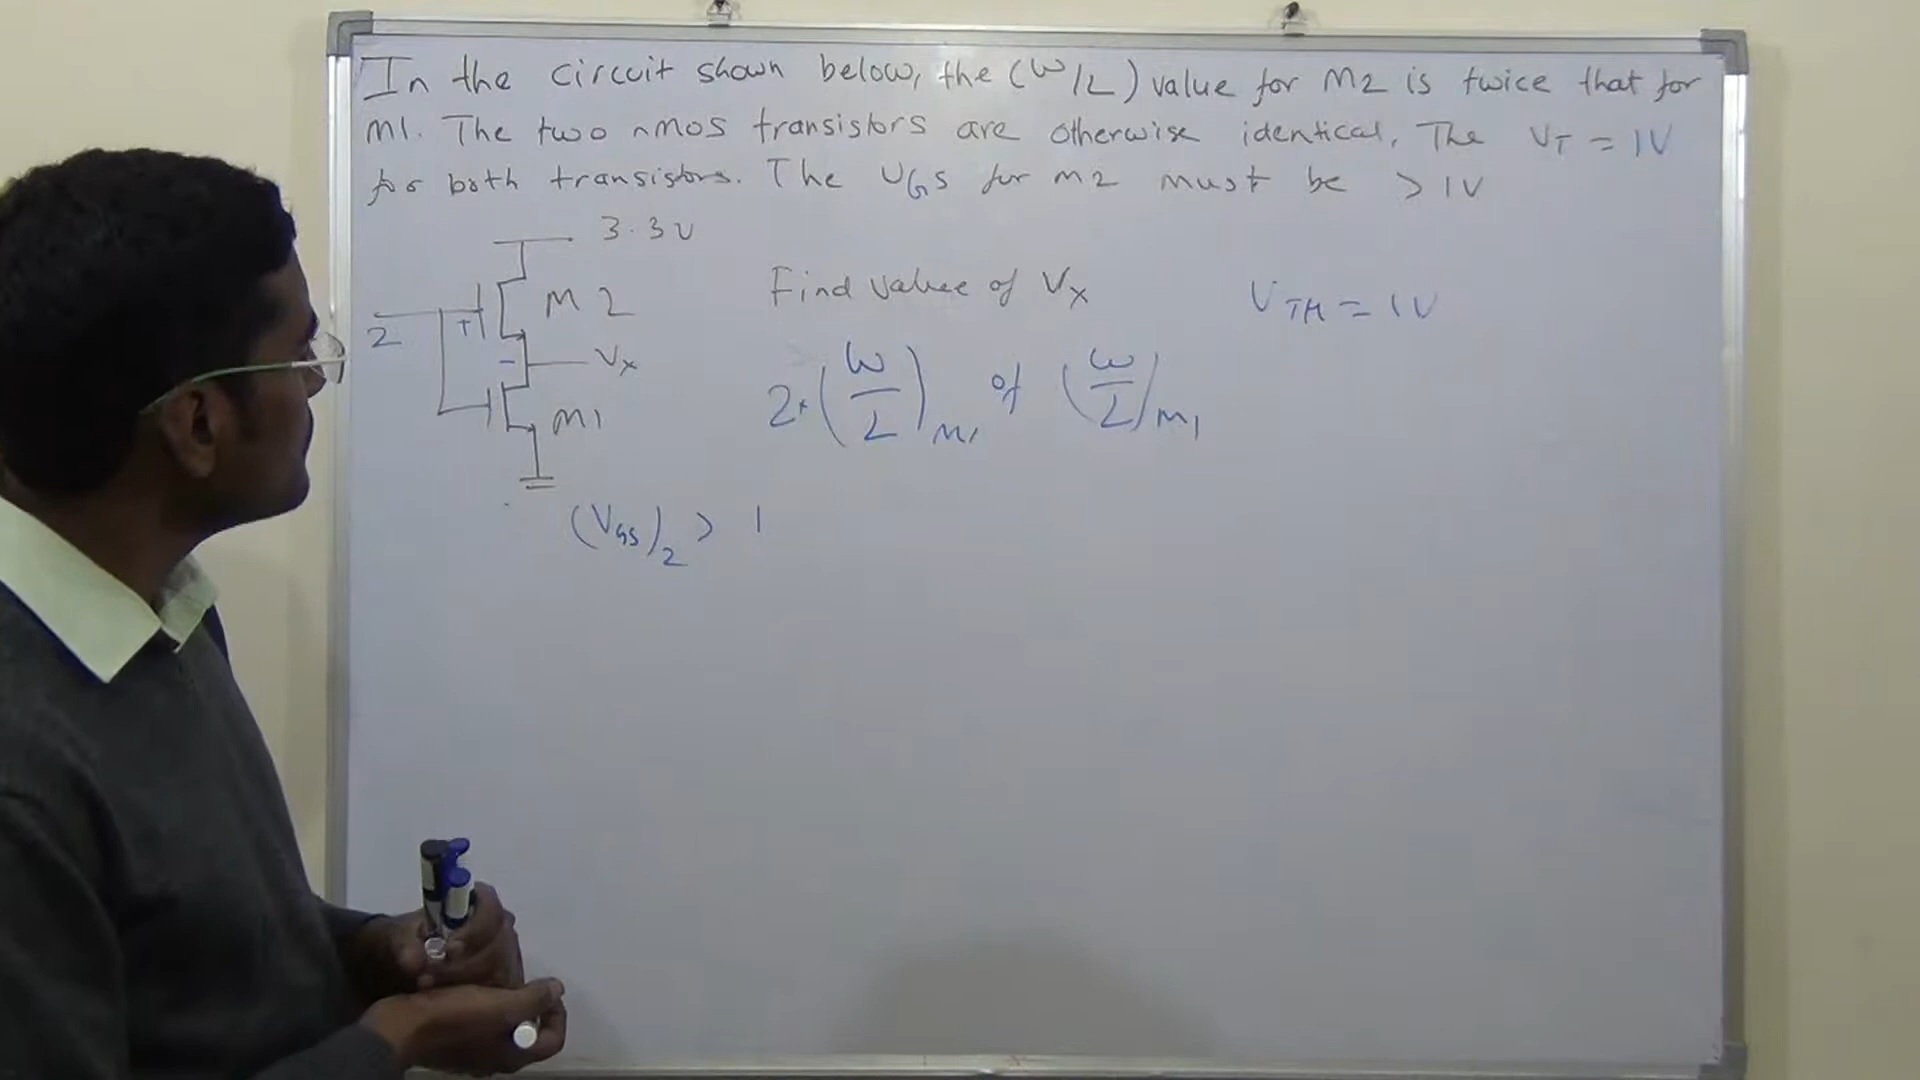 In the circuit shown below, the (W/L) value for M2 is twice that for
M1. The two nMOS transistors are otherwise identical. The VT = 1V
for both transistors. The VGS for M2 must be > 1V
3.3V
Find value of Vx
VTH = 1V
M2
2
+
-
Vx
2*(W/L)M1 of (W/L)M1
M1
(VGS)2 > 1